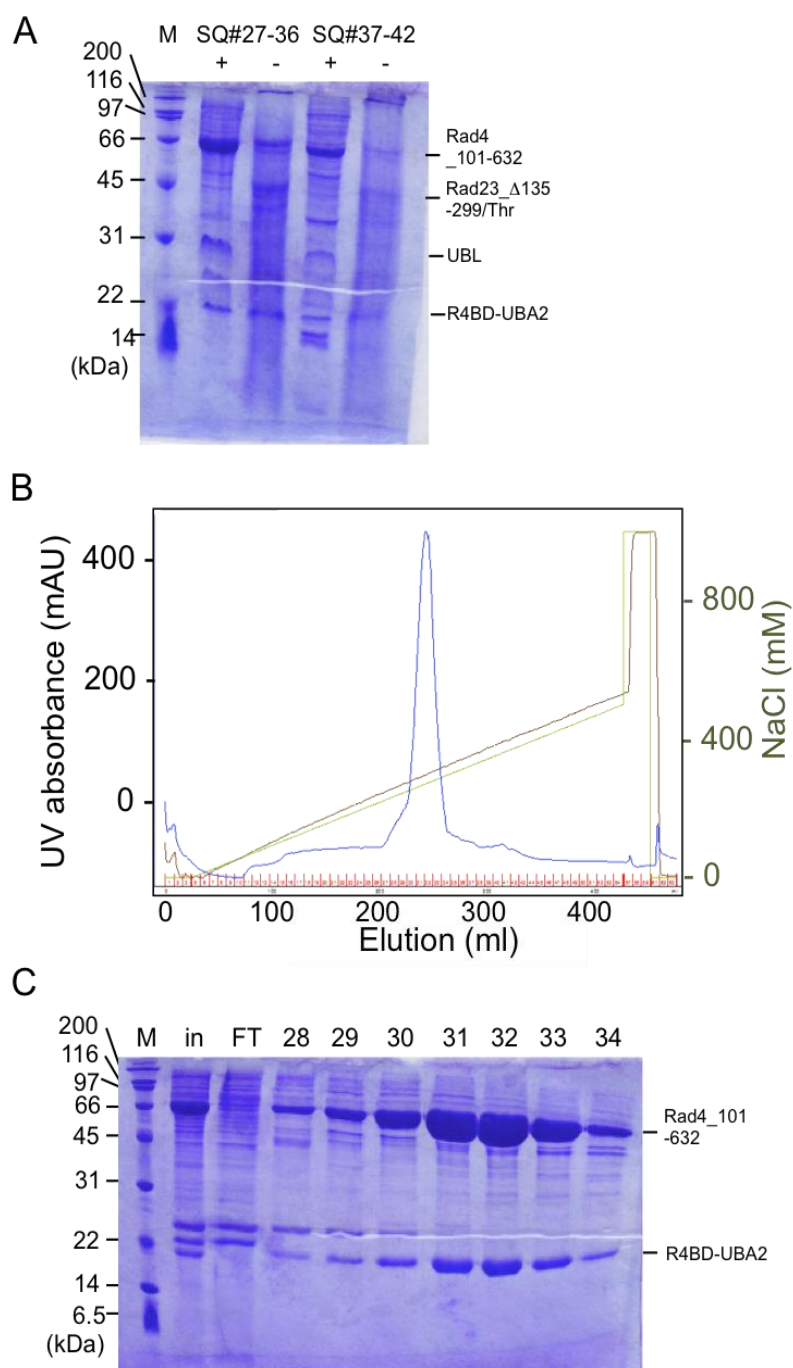 A
M SQ#27-36 SQ#37-42
+ - + -
200
116
97
66
45
31
22
14
(kDa)
Rad4
_101-632
Rad23_Δ135
-299/Thr
UBL
R4BD-UBA2
B
UV absorbance (mAU)
400
200
0
800
400
0
NaCl (mM)
0 100 200 300 400
Elution (ml)
C
M in FT 28 29 30 31 32 33 34
200
116
97
66
45
31
22
14
6.5
(kDa)
Rad4_101
-632
R4BD-UBA2